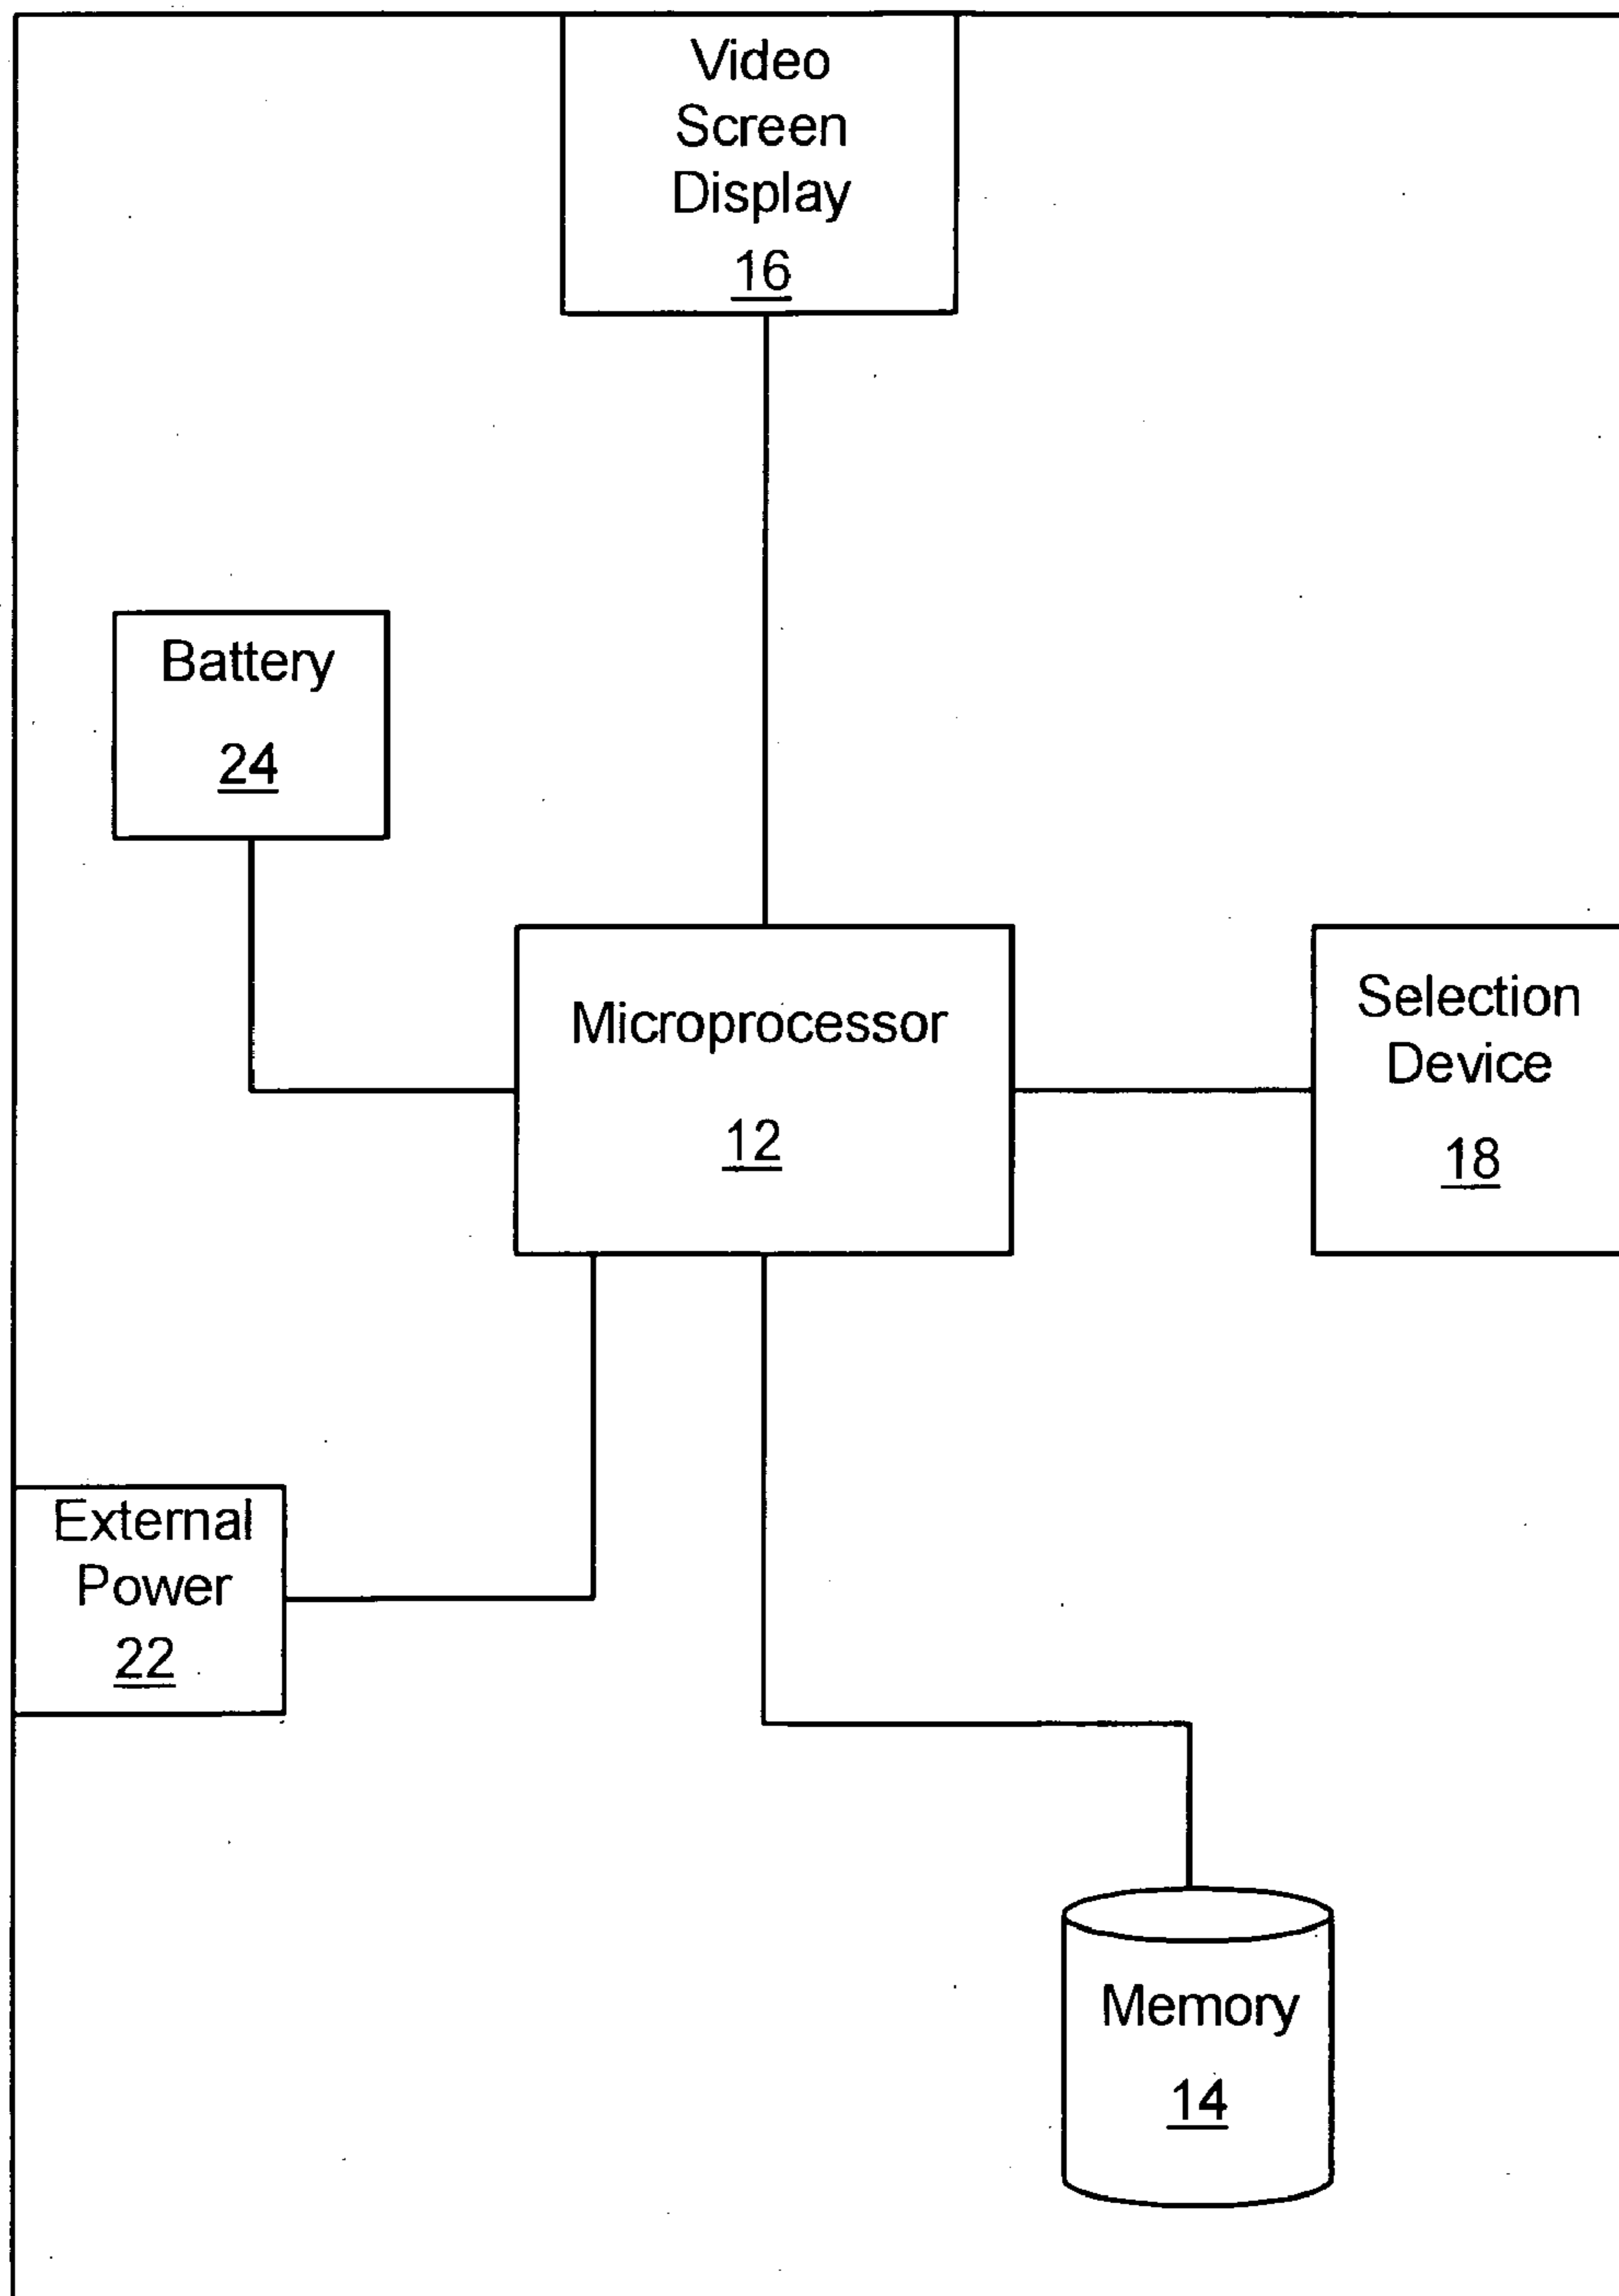 Video
Screen
Display
16
Battery
24
Microprocessor
12
Selection
Device
18
External
Power
22
Memory
14